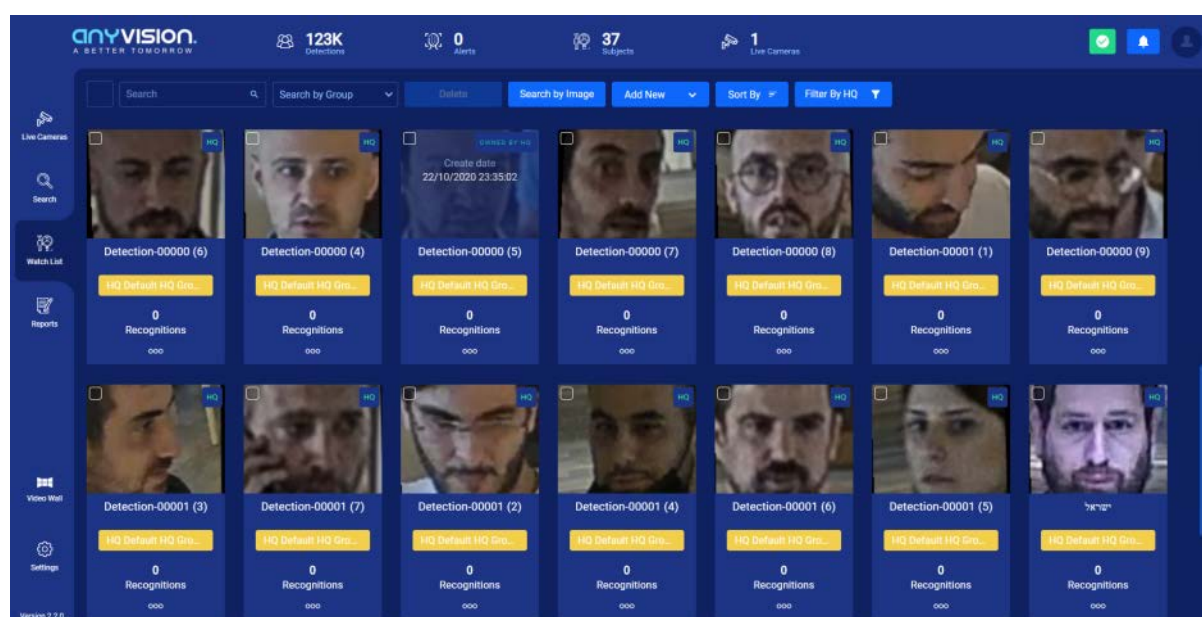 anyvision.
A BETTER TOMORROW
123K
Detections
0
Alerts
37
Subjects
1
Live Cameras
Search
Search by Group
Delete
Search by Image
Add New
Sort By
Filter By HQ
Live Cameras
Search
Watch List
Reports
Video Wall
Settings
Version 2.2.0
HQ
HQ
OWNED BY HQ
HQ
HQ
HQ
HQ
Create date
22/10/2020 23:35:02
Detection-00000 (6)
Detection-00000 (4)
Detection-00000 (5)
Detection-00000 (7)
Detection-00000 (8)
Detection-00001 (1)
Detection-00000 (9)
HQ Default HQ Gro...
HQ Default HQ Gro...
HQ Default HQ Gro...
HQ Default HQ Gro...
HQ Default HQ Gro...
HQ Default HQ Gro...
HQ Default HQ Gro...
0
Recognitions
0
Recognitions
0
Recognitions
0
Recognitions
0
Recognitions
0
Recognitions
0
Recognitions
HQ
HQ
HQ
HQ
HQ
HQ
HQ
Detection-00001 (3)
Detection-00001 (7)
Detection-00001 (2)
Detection-00001 (4)
Detection-00001 (6)
Detection-00001 (5)
ישראל
HQ Default HQ Gro...
HQ Default HQ Gro...
HQ Default HQ Gro...
HQ Default HQ Gro...
HQ Default HQ Gro...
HQ Default HQ Gro...
HQ Default HQ Gro...
0
Recognitions
0
Recognitions
0
Recognitions
0
Recognitions
0
Recognitions
0
Recognitions
0
Recognitions